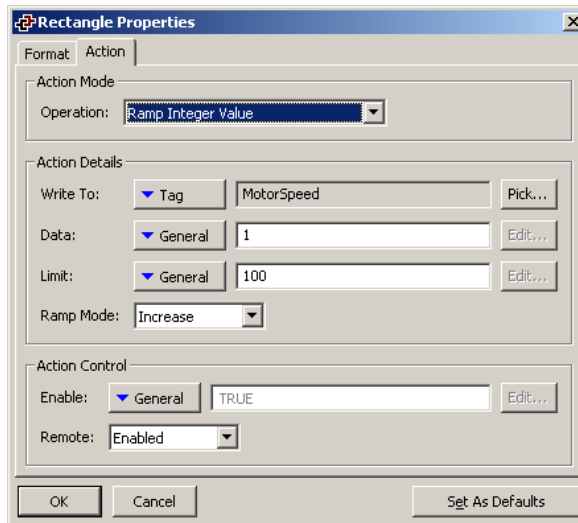 Rectangle Properties
Format Action
Action Mode
Operation: Ramp Integer Value
Action Details
Write To: Tag MotorSpeed Pick...
Data: General 1 Edit...
Limit: General 100 Edit...
Ramp Mode: Increase
Action Control
Enable: General TRUE Edit...
Remote: Enabled
OK Cancel Set As Defaults